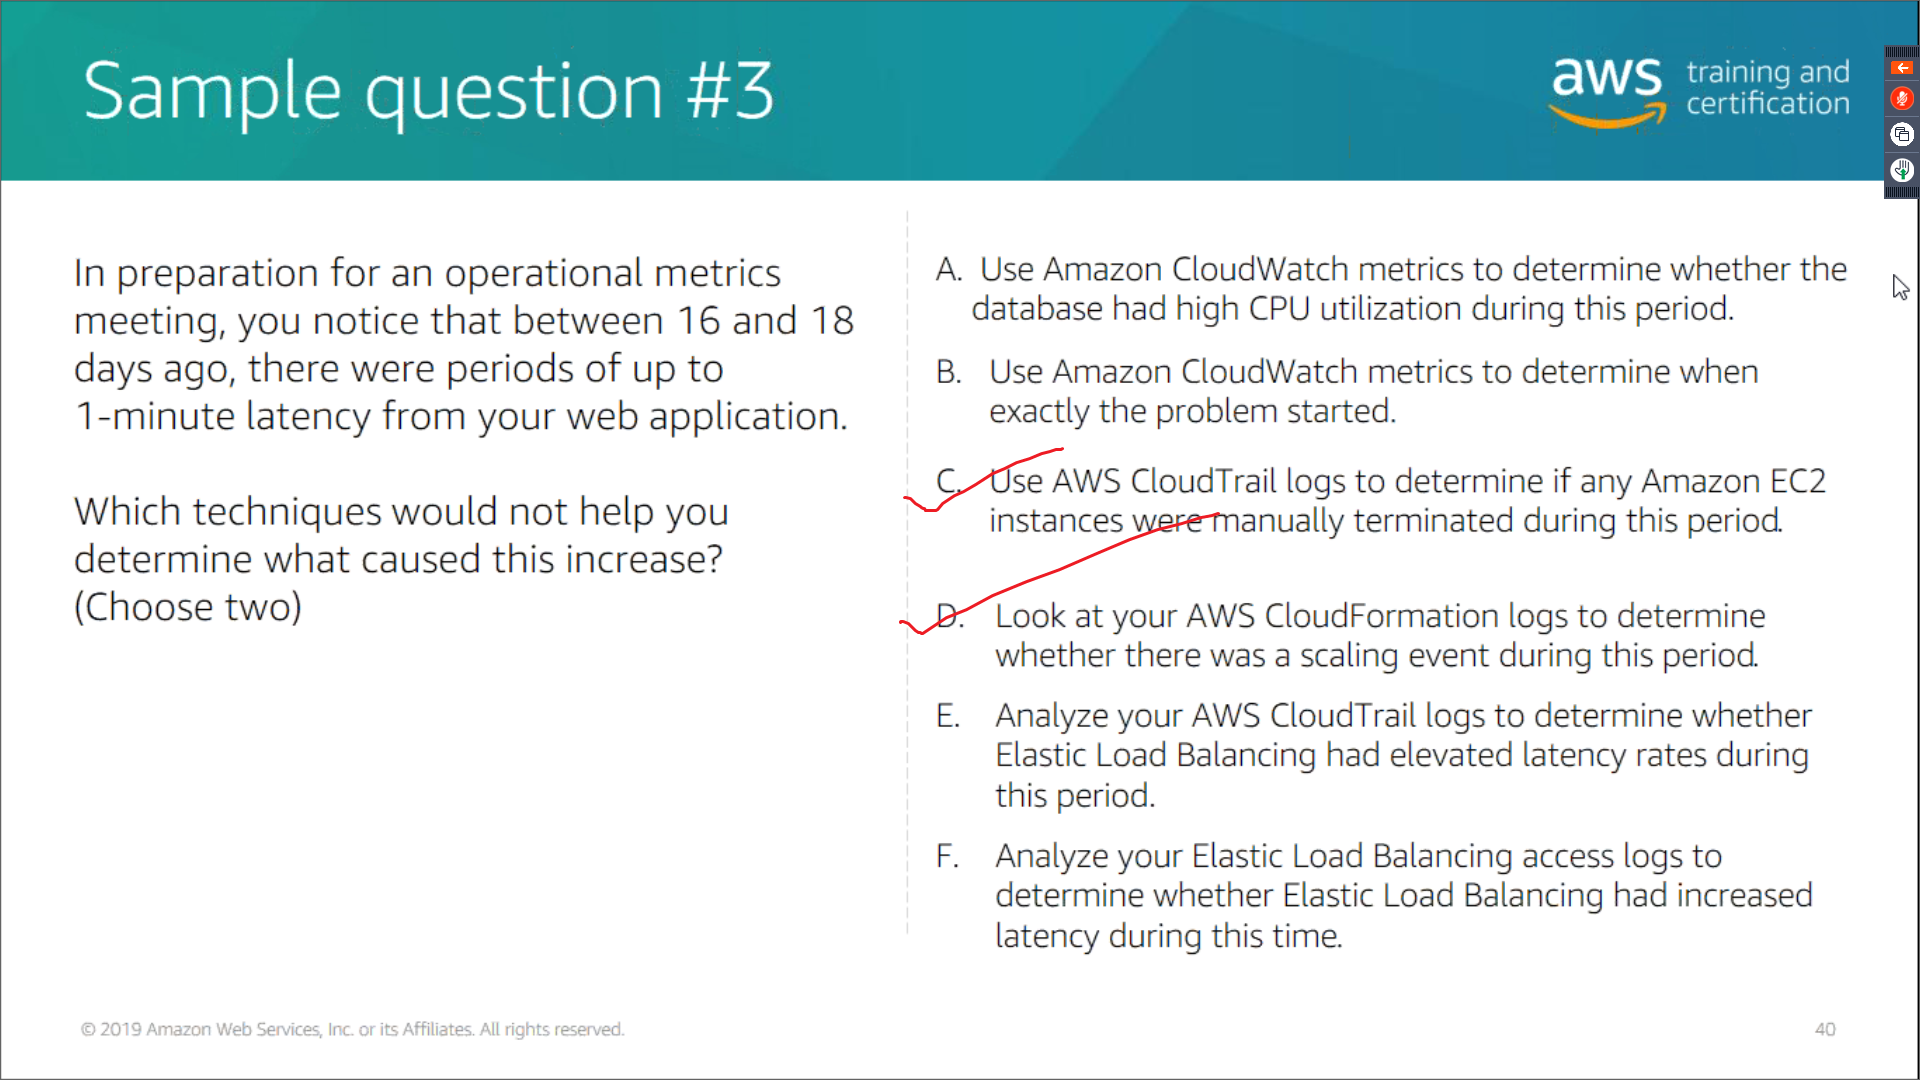 Sample question #3
aws training and
certification
In preparation for an operational metrics
meeting, you notice that between 16 and 18
days ago, there were periods of up to
1-minute latency from your web application.
Which techniques would not help you
determine what caused this increase?
(Choose two)
A. Use Amazon CloudWatch metrics to determine whether the
database had high CPU utilization during this period.
B. Use Amazon CloudWatch metrics to determine when
exactly the problem started.
C. Use AWS CloudTrail logs to determine if any Amazon EC2
instances were manually terminated during this period.
D. Look at your AWS CloudFormation logs to determine
whether there was a scaling event during this period.
E. Analyze your AWS CloudTrail logs to determine whether
Elastic Load Balancing had elevated latency rates during
this period.
F. Analyze your Elastic Load Balancing access logs to
determine whether Elastic Load Balancing had increased
latency during this time.
© 2019 Amazon Web Services, Inc. or its Affiliates. All rights reserved.
40